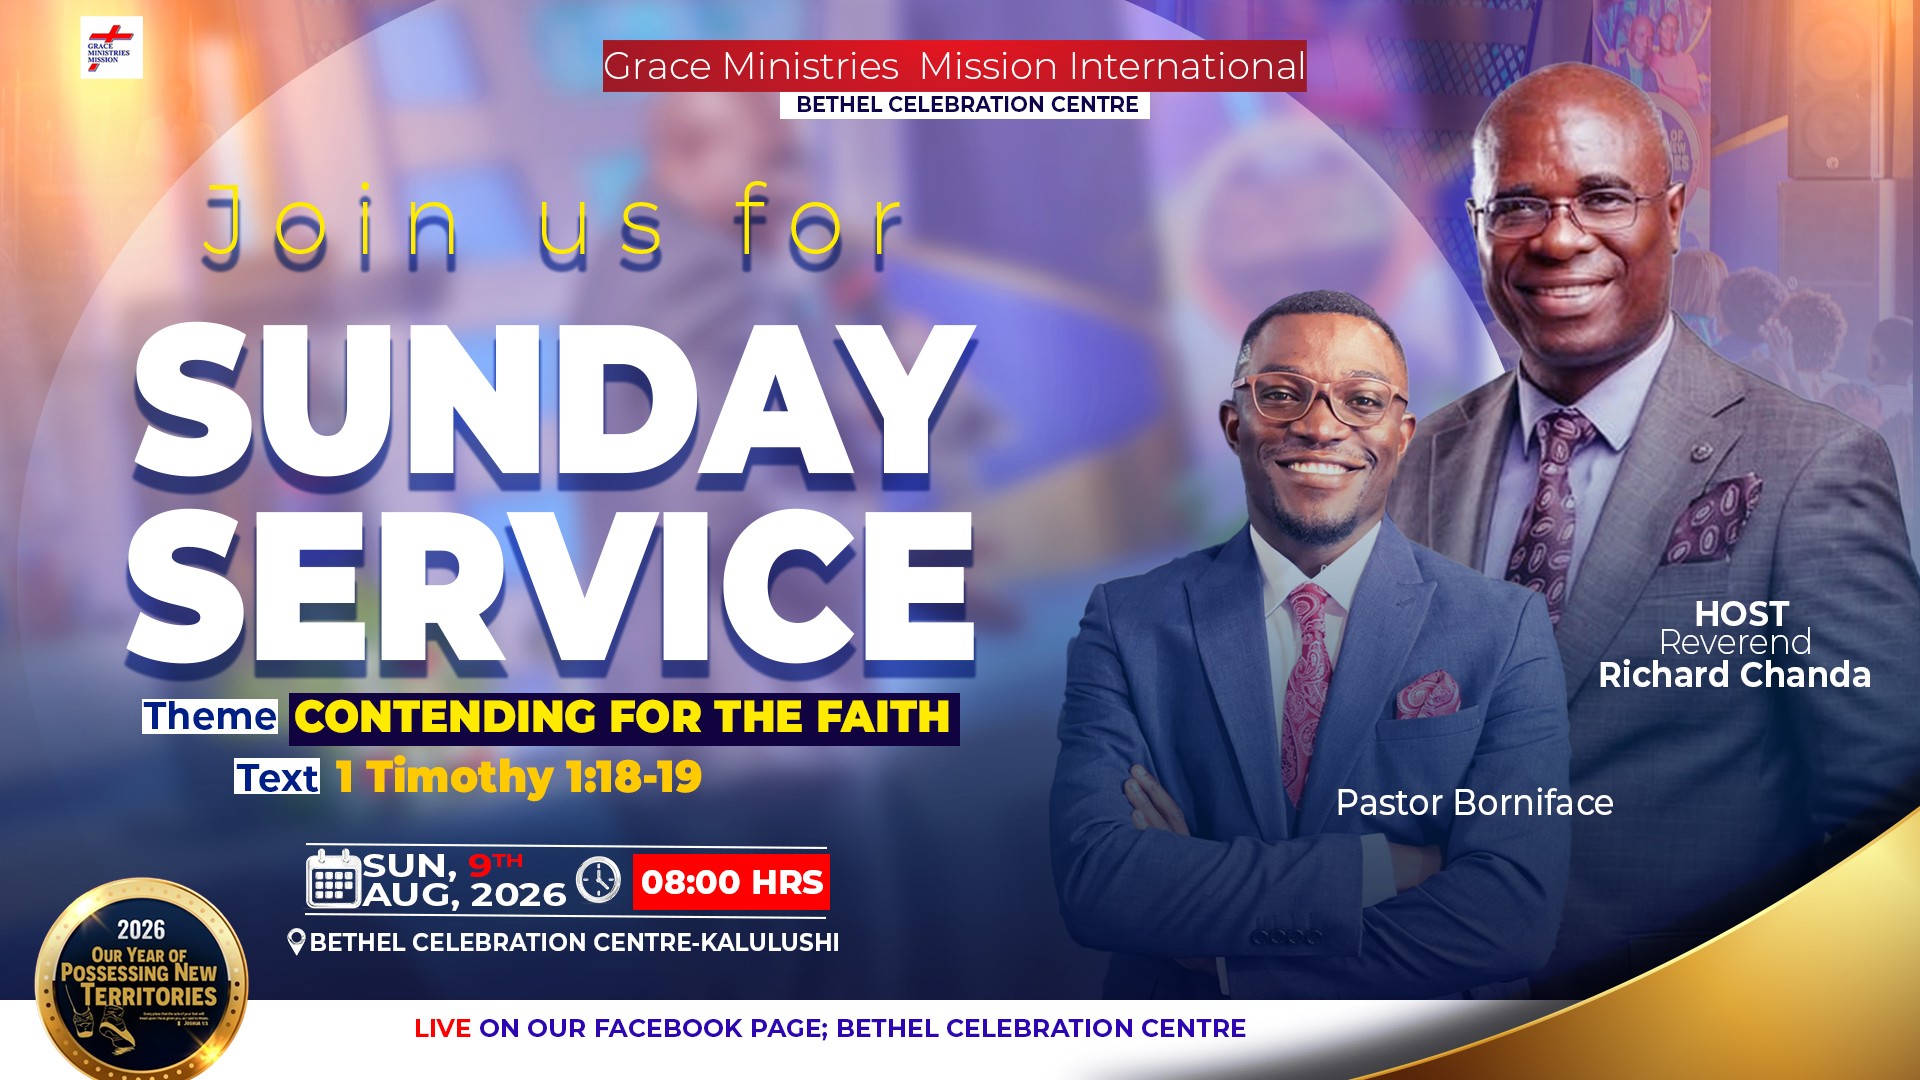 GRACE
MINISTRIES
MISSION
Grace Ministries Mission International
BETHEL CELEBRATION CENTRE
Join us for
SUNDAY
SERVICE
Theme CONTENDING FOR THE FAITH
Text 1 Timothy 1:18-19
SUN, 9TH
AUG, 2026
08:00 HRS
BETHEL CELEBRATION CENTRE-KALULUSHI
HOST
Reverend
Richard Chanda
Pastor Borniface
2026
OUR YEAR OF
POSSESSING NEW
TERRITORIES
LIVE ON OUR FACEBOOK PAGE; BETHEL CELEBRATION CENTRE